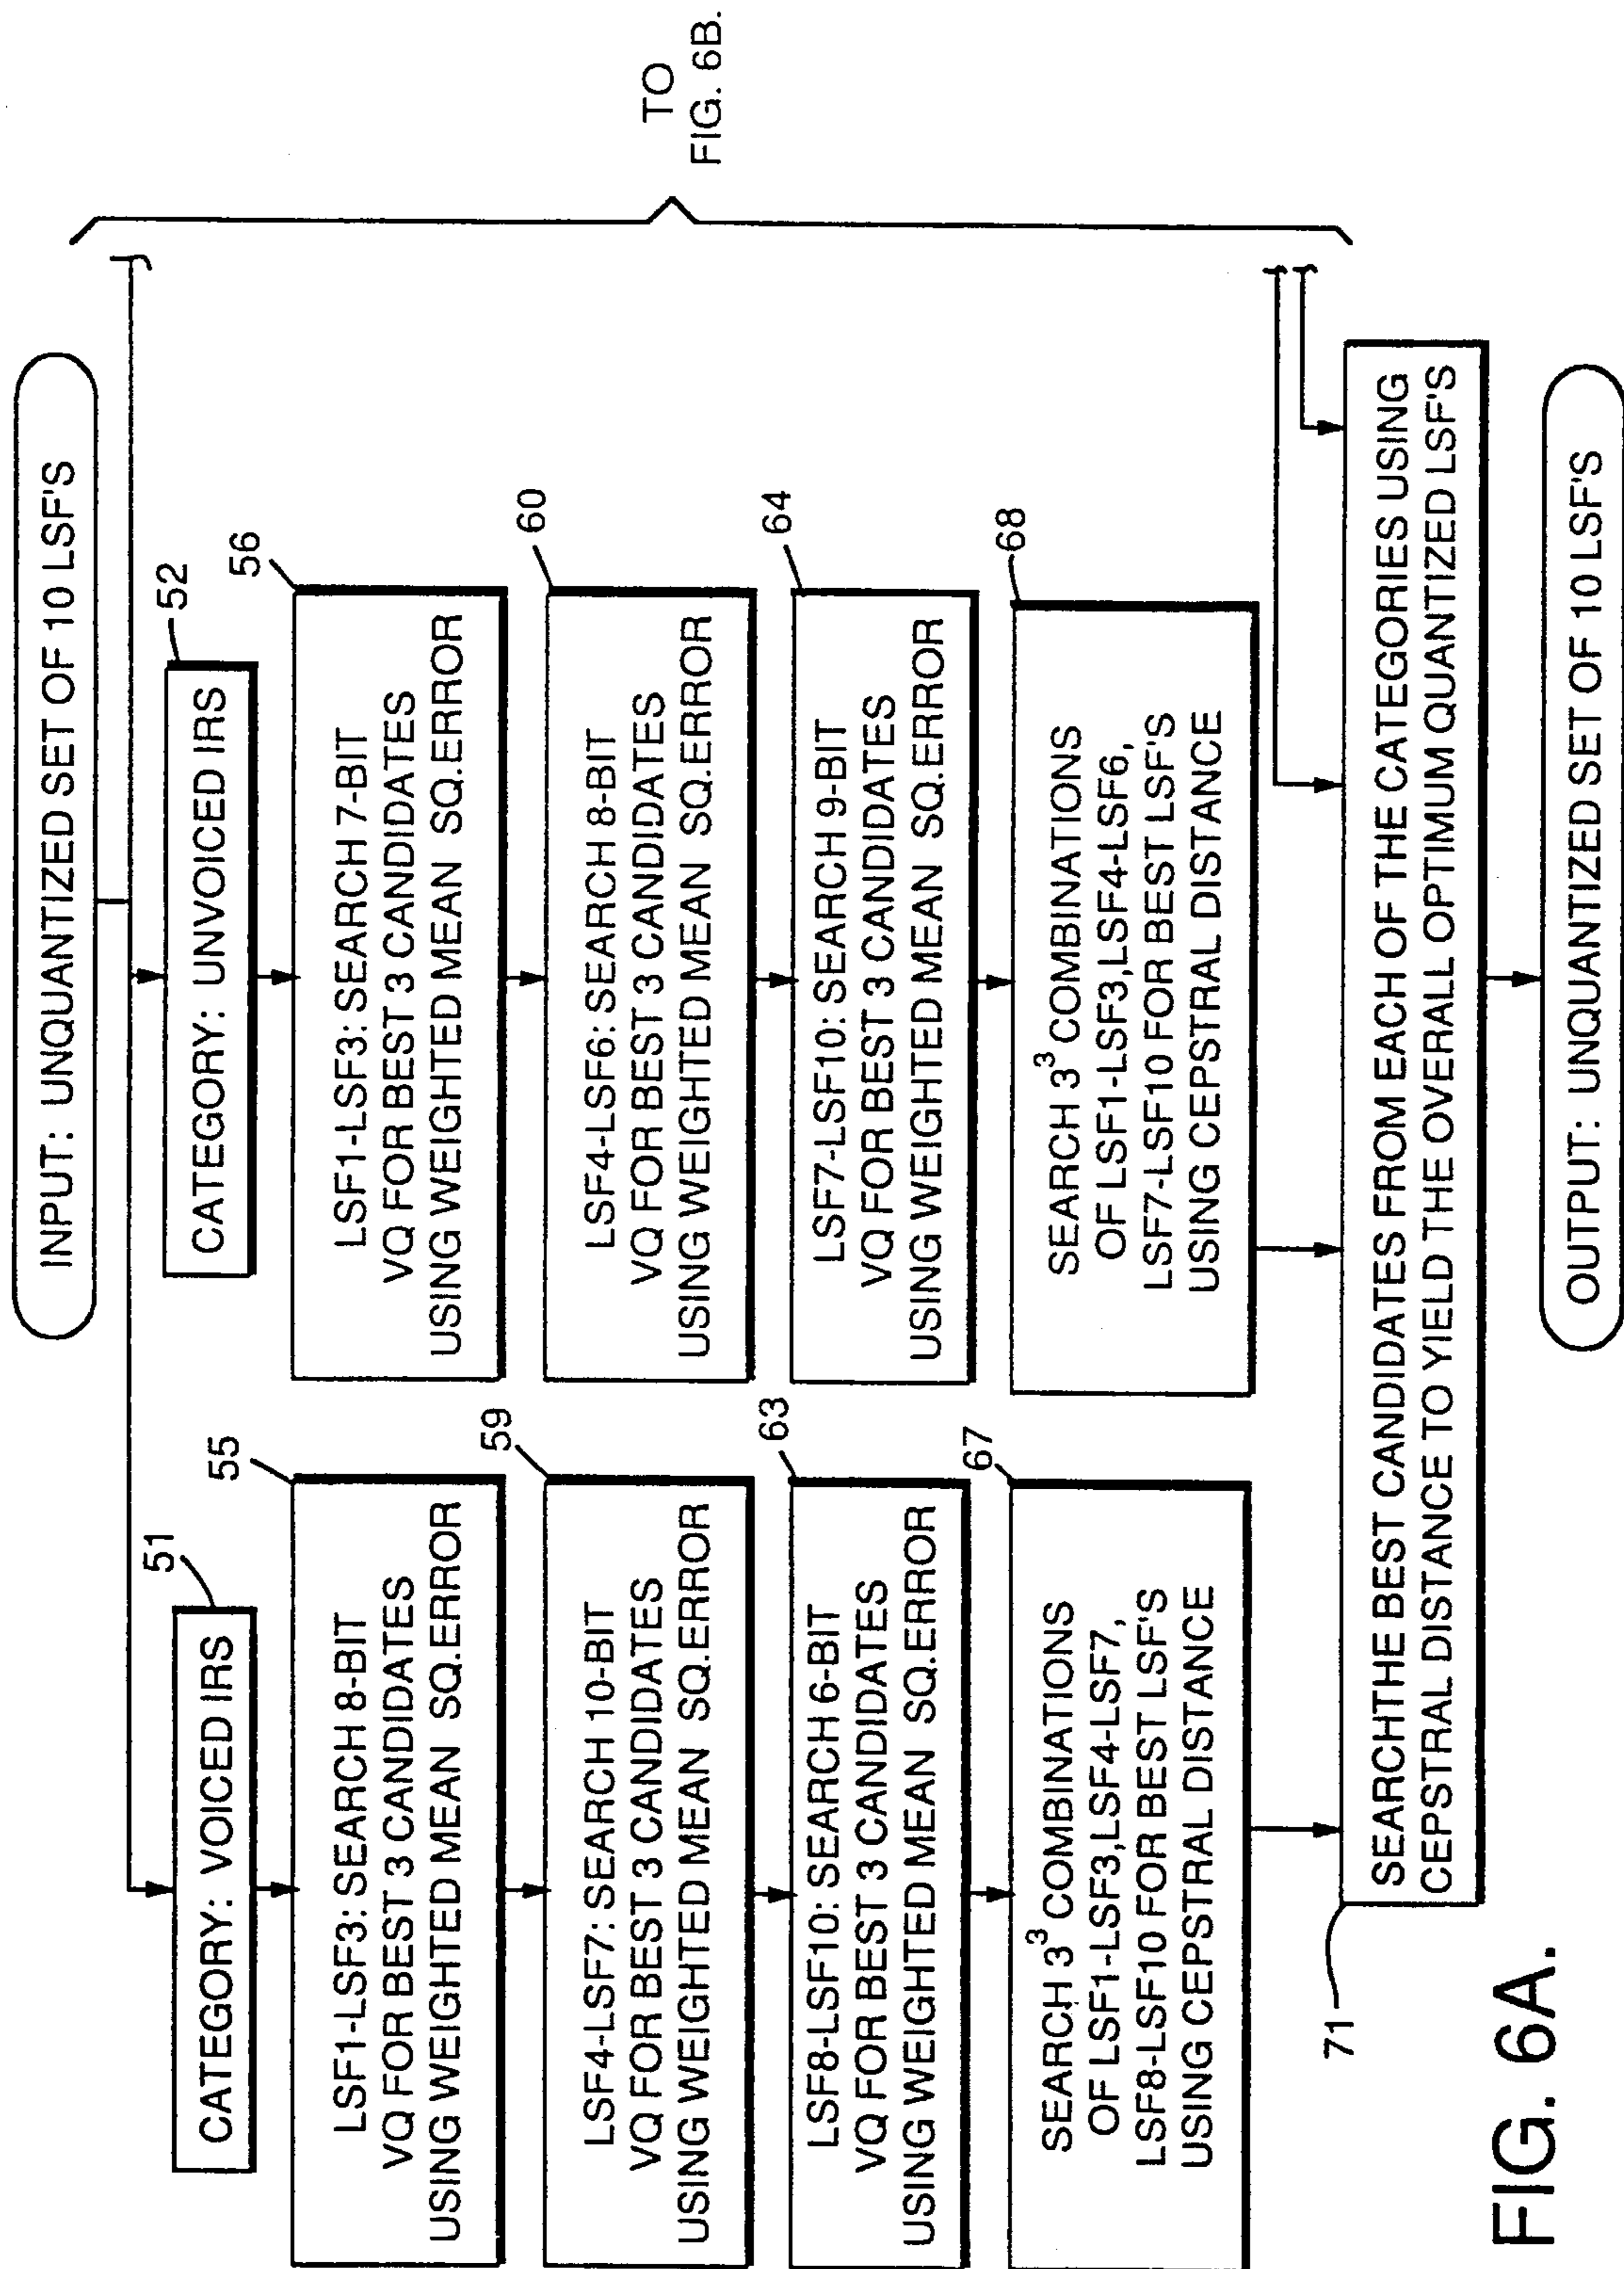 INPUT: UNQUANTIZED SET OF 10 LSF'S
TO
FIG. 6B.
51
CATEGORY: VOICED IRS
52
CATEGORY: UNVOICED IRS
55
LSF1-LSF3: SEARCH 8-BIT
VQ FOR BEST 3 CANDIDATES
USING WEIGHTED MEAN SQ.ERROR
56
LSF1-LSF3: SEARCH 7-BIT
VQ FOR BEST 3 CANDIDATES
USING WEIGHTED MEAN SQ.ERROR
59
LSF4-LSF7: SEARCH 10-BIT
VQ FOR BEST 3 CANDIDATES
USING WEIGHTED MEAN SQ.ERROR
60
LSF4-LSF6: SEARCH 8-BIT
VQ FOR BEST 3 CANDIDATES
USING WEIGHTED MEAN SQ.ERROR
63
LSF8-LSF10: SEARCH 6-BIT
VQ FOR BEST 3 CANDIDATES
USING WEIGHTED MEAN SQ.ERROR
64
LSF7-LSF10: SEARCH 9-BIT
VQ FOR BEST 3 CANDIDATES
USING WEIGHTED MEAN SQ.ERROR
67
SEARCH 3³ COMBINATIONS
OF LSF1-LSF3,LSF4-LSF7,
LSF8-LSF10 FOR BEST LSF'S
USING CEPSTRAL DISTANCE
68
SEARCH 3³ COMBINATIONS
OF LSF1-LSF3,LSF4-LSF6,
LSF7-LSF10 FOR BEST LSF'S
USING CEPSTRAL DISTANCE
71
SEARCHTHE BEST CANDIDATES FROM EACH OF THE CATEGORIES USING
CEPSTRAL DISTANCE TO YIELD THE OVERALL OPTIMUM QUANTIZED LSF'S
OUTPUT: UNQUANTIZED SET OF 10 LSF'S
FIG. 6A.